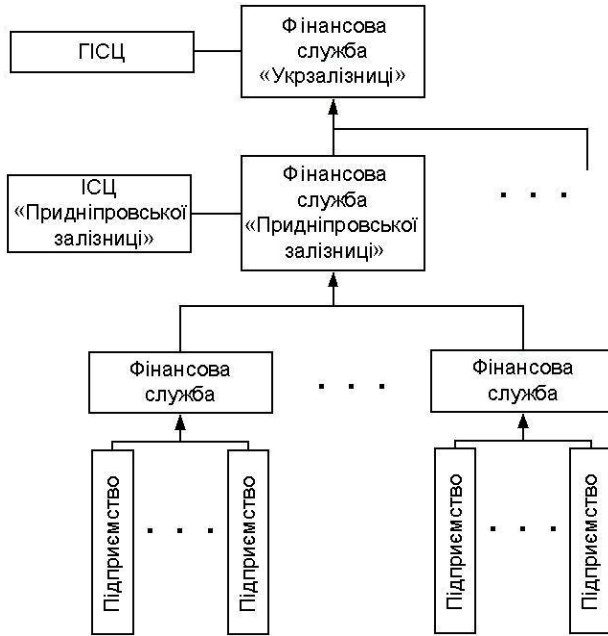 ГІСЦ
Фінансова
служба
«Укрзалізниці»
ІСЦ
«Придніпровської
залізниці»
Фінансова
служба
«Придніпровської
залізниці»
. . .
Фінансова
служба
. . .
Фінансова
служба
Підприємство
. . .
Підприємство
Підприємство
. . .
Підприємство